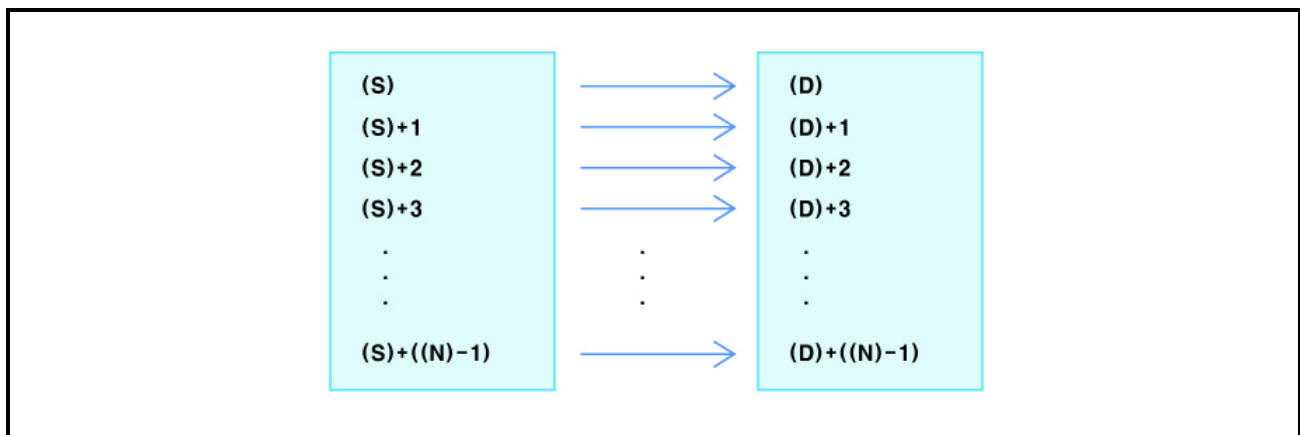 (S) (D)
(S)+1 (D)+1
(S)+2 (D)+2
(S)+3 (D)+3
. . .
. . .
. . .
(S)+((N)-1) (D)+((N)-1)